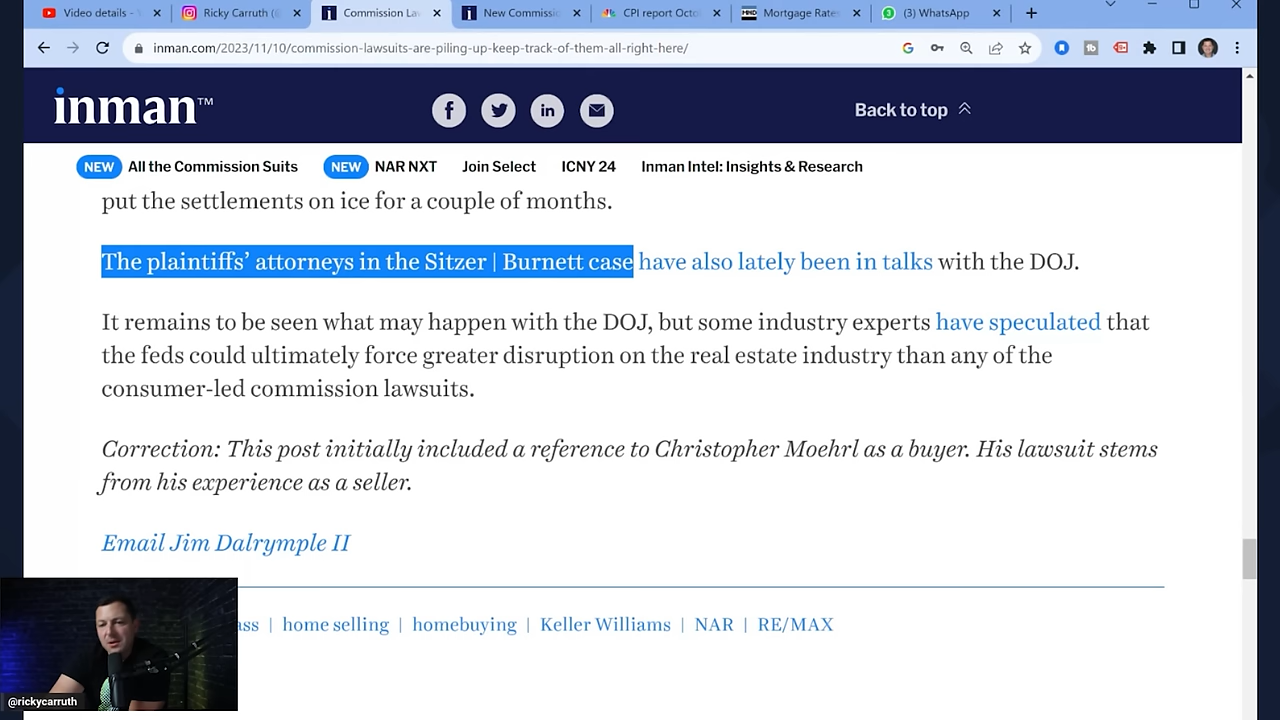 Video details -
Ricky Carruth (@
Commission La
New Commissio
CPI report Octo
Mortgage Rate
(3) WhatsApp
inman.com/2023/11/10/commission-lawsuits-are-piling-up-keep-track-of-them-all-right-here/
inman™
Back to top
NEW All the Commission Suits NEW NAR NXT Join Select ICNY 24 Inman Intel: Insights & Research
put the settlements on ice for a couple of months.
The plaintiffs’ attorneys in the Sitzer | Burnett case have also lately been in talks with the DOJ.
It remains to be seen what may happen with the DOJ, but some industry experts have speculated that
the feds could ultimately force greater disruption on the real estate industry than any of the
consumer-led commission lawsuits.
Correction: This post initially included a reference to Christopher Moehrl as a buyer. His lawsuit stems
from his experience as a seller.
Email Jim Dalrymple II
ass | home selling | homebuying | Keller Williams | NAR | RE/MAX
@rickycarruth